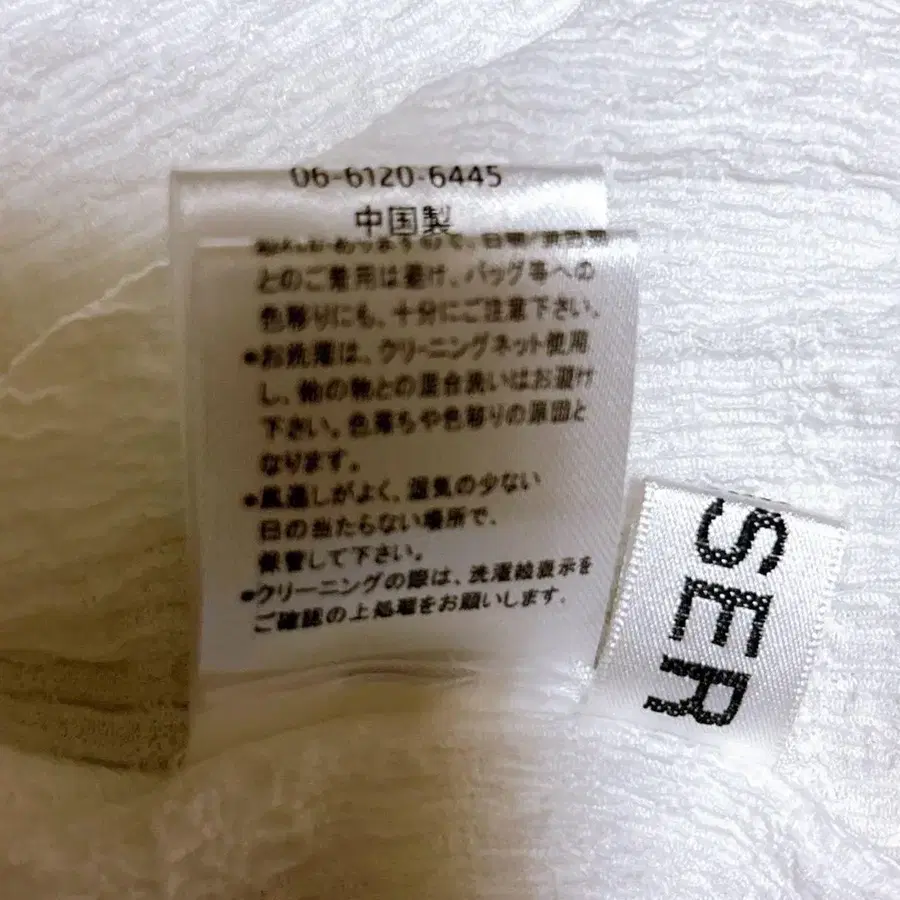 06-6120-6445
中国製
とのご着用は避け、バッグ等への
色移りにも、十分にご注意下さい。
●お洗濯は、クリーニングネット使用
し、他の物との混合洗いはお避け
下さい。色落ちや色移りの原因と
なります。
●風通しがよく、湿気の少ない
日の当たらない場所で、
保管して下さい。
●クリーニングの際は、洗濯絵表示を
ご確認の上処理をお願いします。
SER